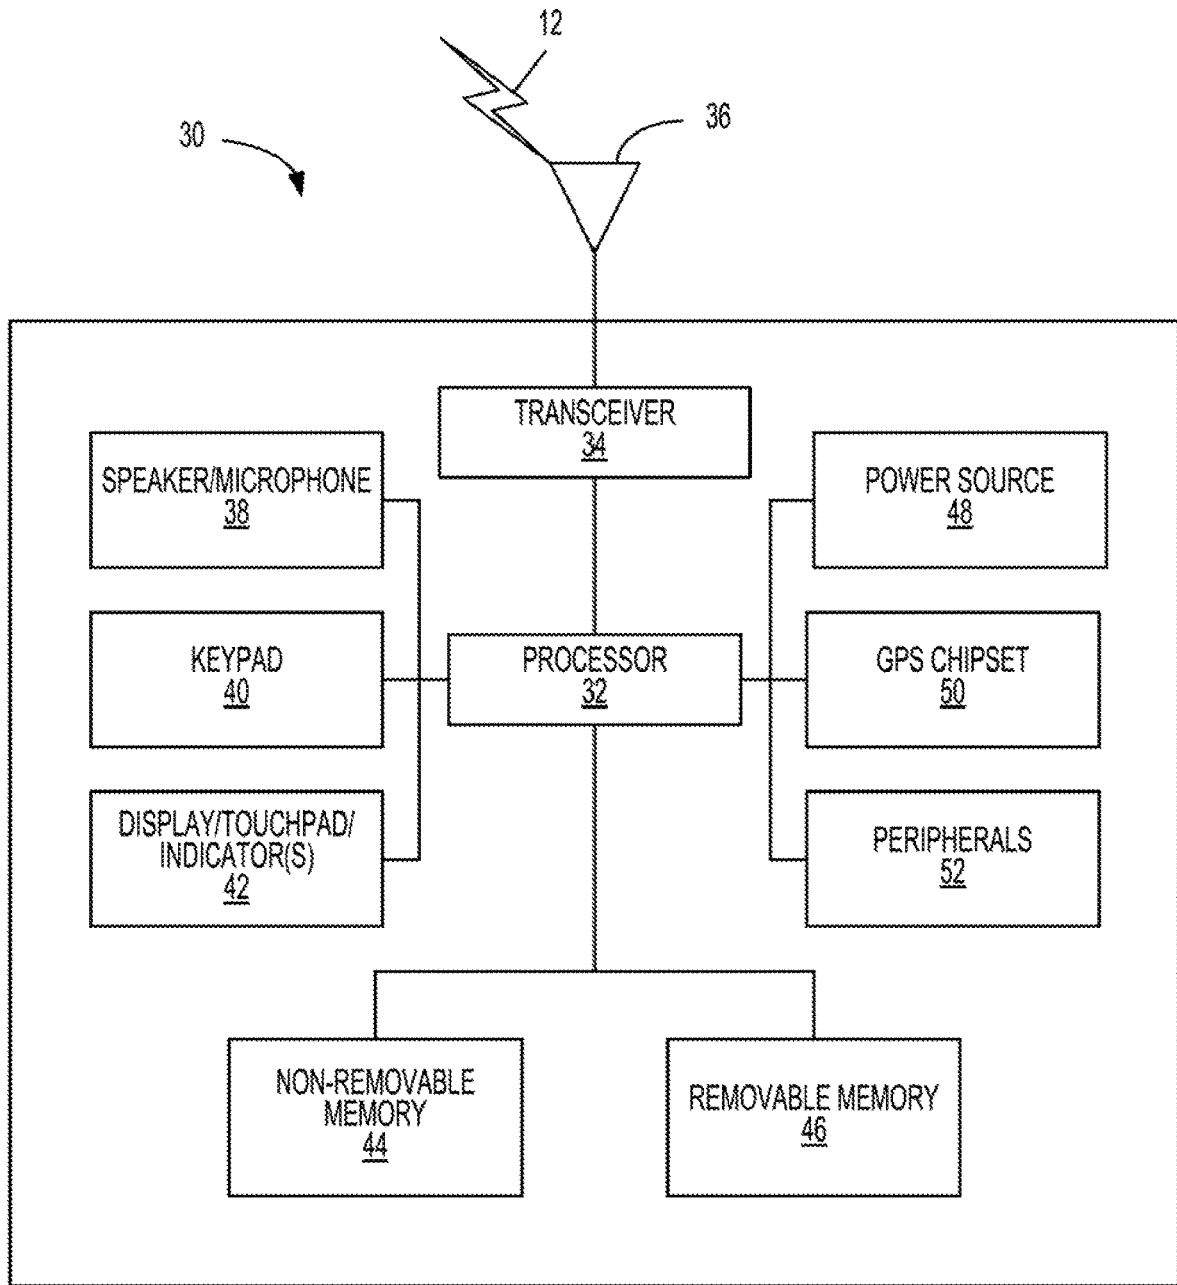 12
36
30
TRANSCEIVER
34
SPEAKER/MICROPHONE
38
POWER SOURCE
48
KEYPAD
40
PROCESSOR
32
GPS CHIPSET
50
DISPLAY/TOUCHPAD/
INDICATOR(S)
42
PERIPHERALS
52
NON-REMOVABLE
MEMORY
44
REMOVABLE MEMORY
46